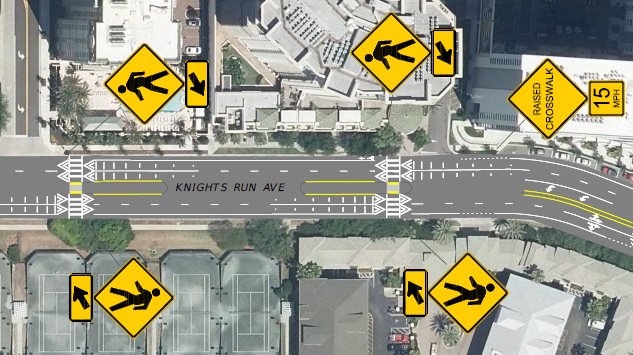 RAISED
CROSSWALK
15
MPH
KNIGHTS RUN AVE